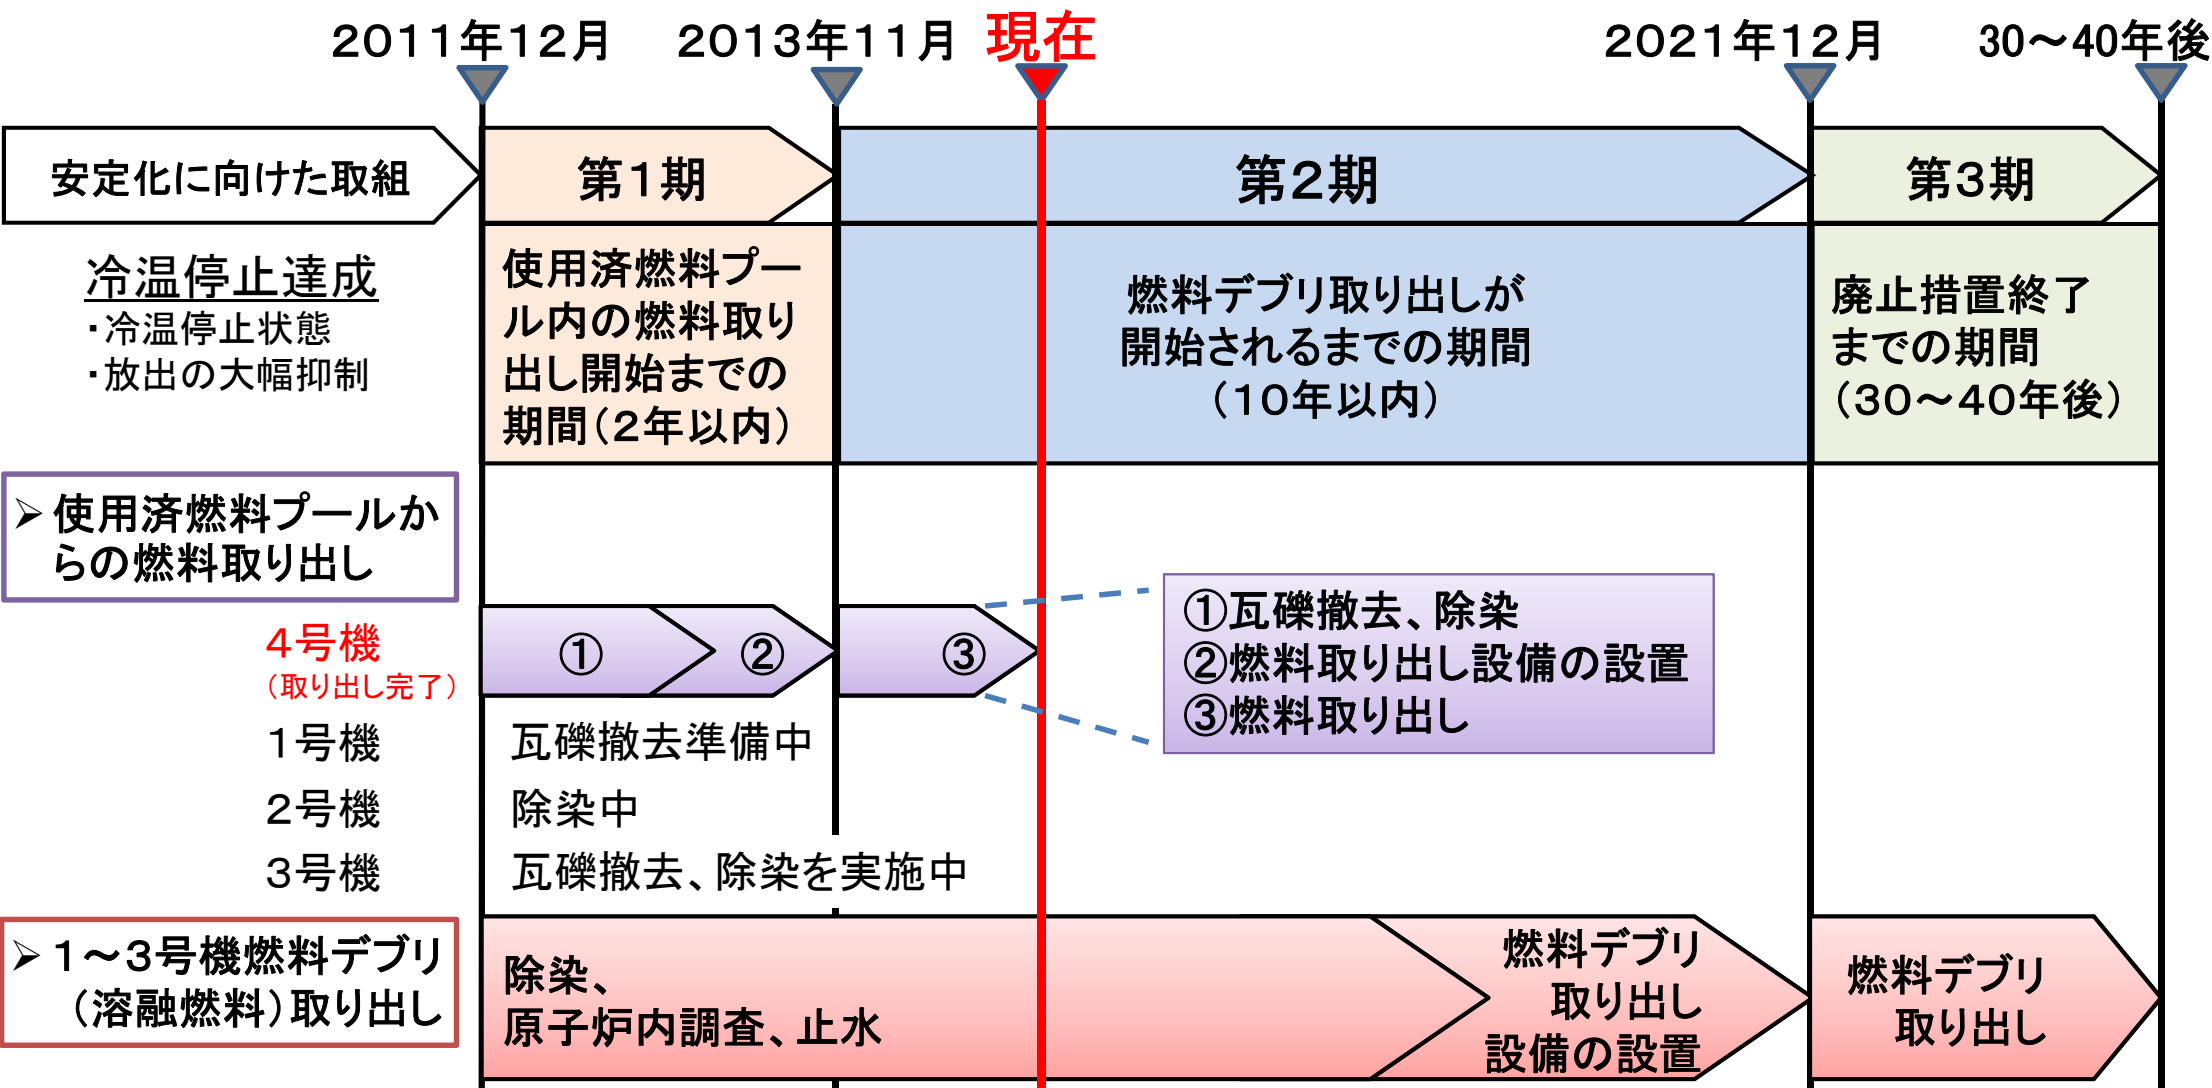 2011年12月
2013年11月
現在
2021年12月
30～40年後
安定化に向けた取組
第1期
第2期
第3期
冷温停止達成
・冷温停止状態
・放出の大幅抑制
使用済燃料プー
ル内の燃料取り
出し開始までの
期間（2年以内）
燃料デブリ取り出しが
開始されるまでの期間
（10年以内）
廃止措置終了
までの期間
（30～40年後）
➢ 使用済燃料プールか
らの燃料取り出し
4号機
（取り出し完了）
①
②
③
①瓦礫撤去、除染
②燃料取り出し設備の設置
③燃料取り出し
1号機
瓦礫撤去準備中
2号機
除染中
3号機
瓦礫撤去、除染を実施中
➢ 1～3号機燃料デブリ
（溶融燃料）取り出し
除染、
原子炉内調査、止水
燃料デブリ
取り出し
設備の設置
燃料デブリ
取り出し